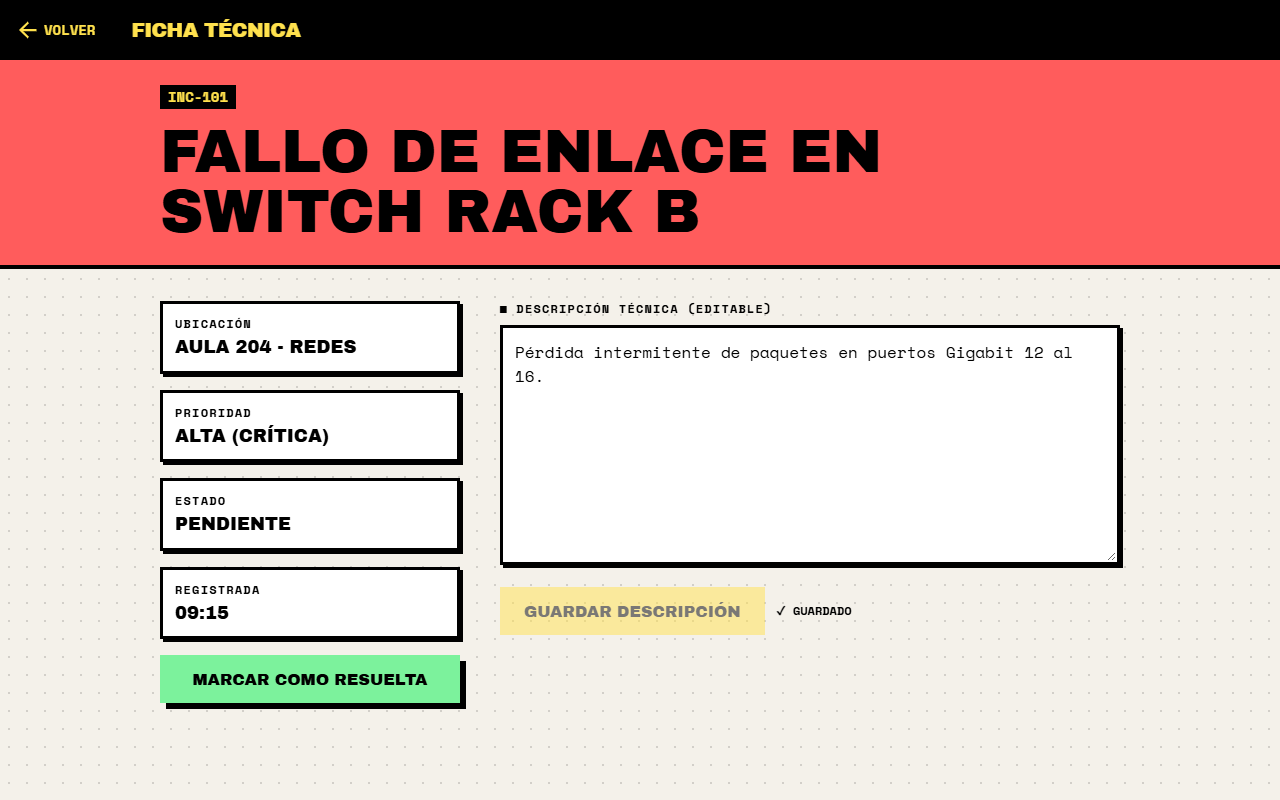 ← VOLVER
FICHA TÉCNICA
INC-101
FALLO DE ENLACE EN
SWITCH RACK B
UBICACIÓN
AULA 204 - REDES
PRIORIDAD
ALTA (CRÍTICA)
ESTADO
PENDIENTE
REGISTRADA
09:15
MARCAR COMO RESUELTA
■ DESCRIPCIÓN TÉCNICA (EDITABLE)
Pérdida intermitente de paquetes en puertos Gigabit 12 al
16.
GUARDAR DESCRIPCIÓN
✓ GUARDADO